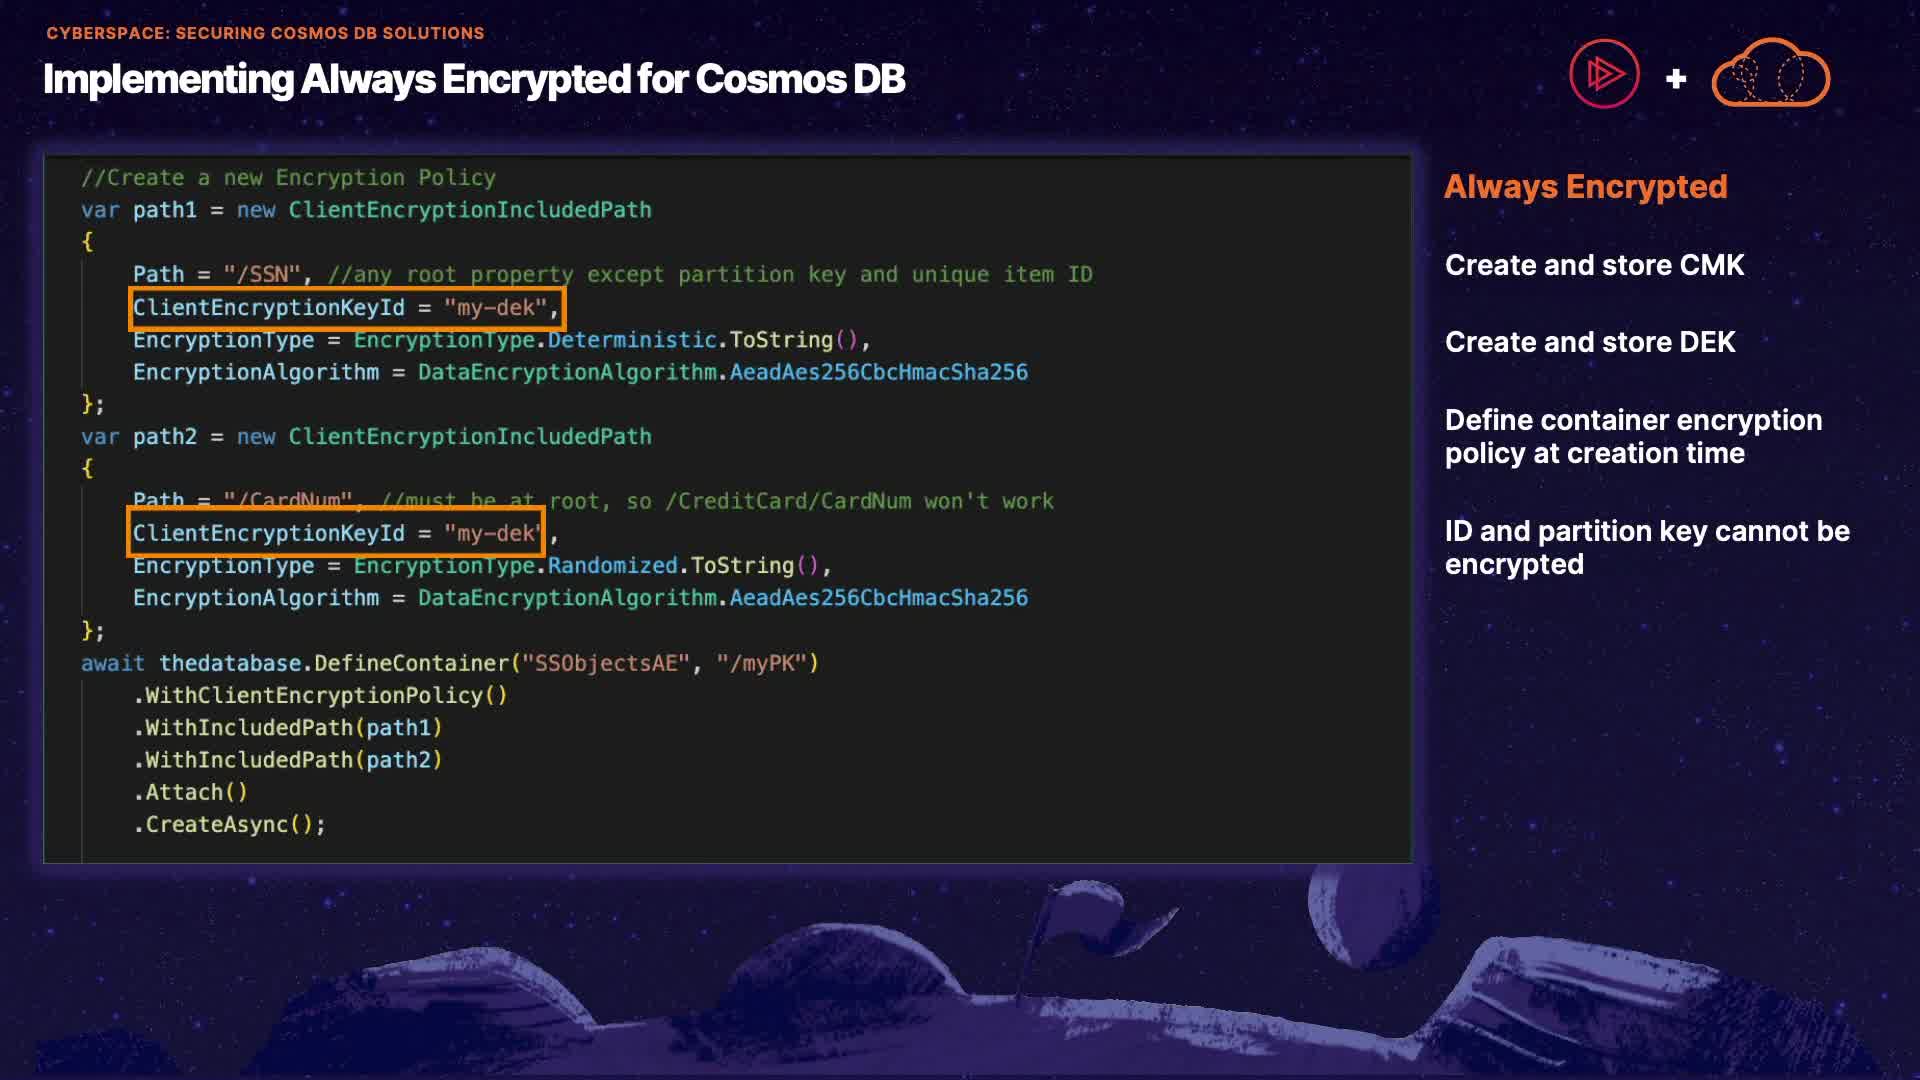 CYBERSPACE: SECURING COSMOS DB SOLUTIONS
Implementing Always Encrypted for Cosmos DB
//Create a new Encryption Policy
var path1 = new ClientEncryptionIncludedPath
{
    Path = "/SSN", //any root property except partition key and unique item ID
    ClientEncryptionKeyId = "my-dek",
    EncryptionType = EncryptionType.Deterministic.ToString(),
    EncryptionAlgorithm = DataEncryptionAlgorithm.AeadAes256CbcHmacSha256
};
var path2 = new ClientEncryptionIncludedPath
{
    Path = "/CardNum", //must be at root, so /CreditCard/CardNum won't work
    ClientEncryptionKeyId = "my-dek",
    EncryptionType = EncryptionType.Randomized.ToString(),
    EncryptionAlgorithm = DataEncryptionAlgorithm.AeadAes256CbcHmacSha256
};
await thedatabase.DefineContainer("SSObjectsAE", "/myPK")
    .WithClientEncryptionPolicy()
    .WithIncludedPath(path1)
    .WithIncludedPath(path2)
    .Attach()
    .CreateAsync();
+
Always Encrypted
Create and store CMK
Create and store DEK
Define container encryption
policy at creation time
ID and partition key cannot be
encrypted